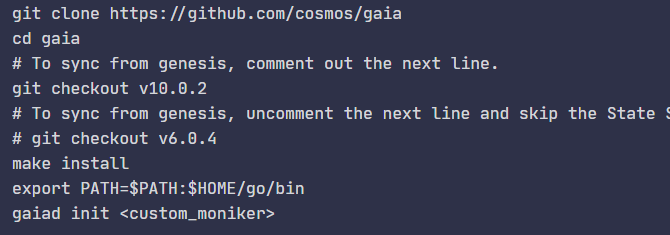 git clone https://github.com/cosmos/gaia
cd gaia
# To sync from genesis, comment out the next line.
git checkout v10.0.2
# To sync from genesis, uncomment the next line and skip the State
# git checkout v6.0.4
make install
export PATH=$PATH:$HOME/go/bin
gaiad init <custom_moniker>